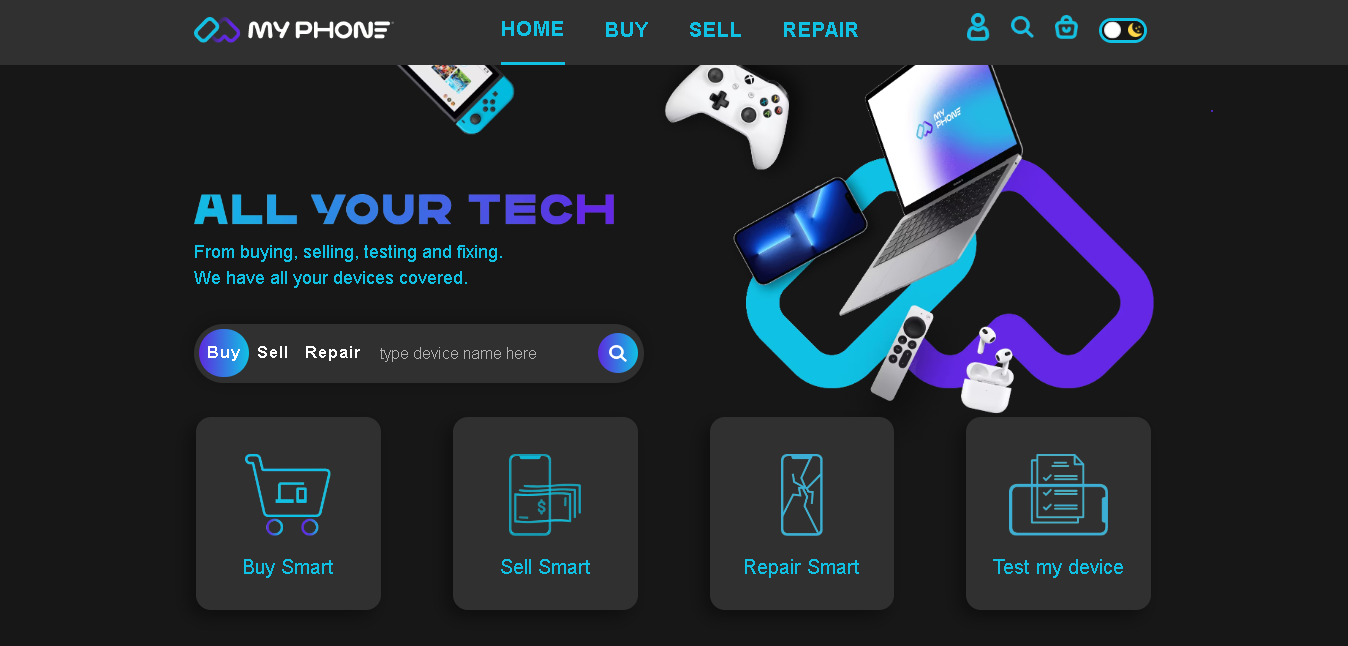 MY PHONE
HOME BUY SELL REPAIR
MY
PHONE
ALL YOUR TECH
From buying, selling, testing and fixing.
We have all your devices covered.
Buy Sell Repair type device name here
$
Buy Smart Sell Smart Repair Smart Test my device